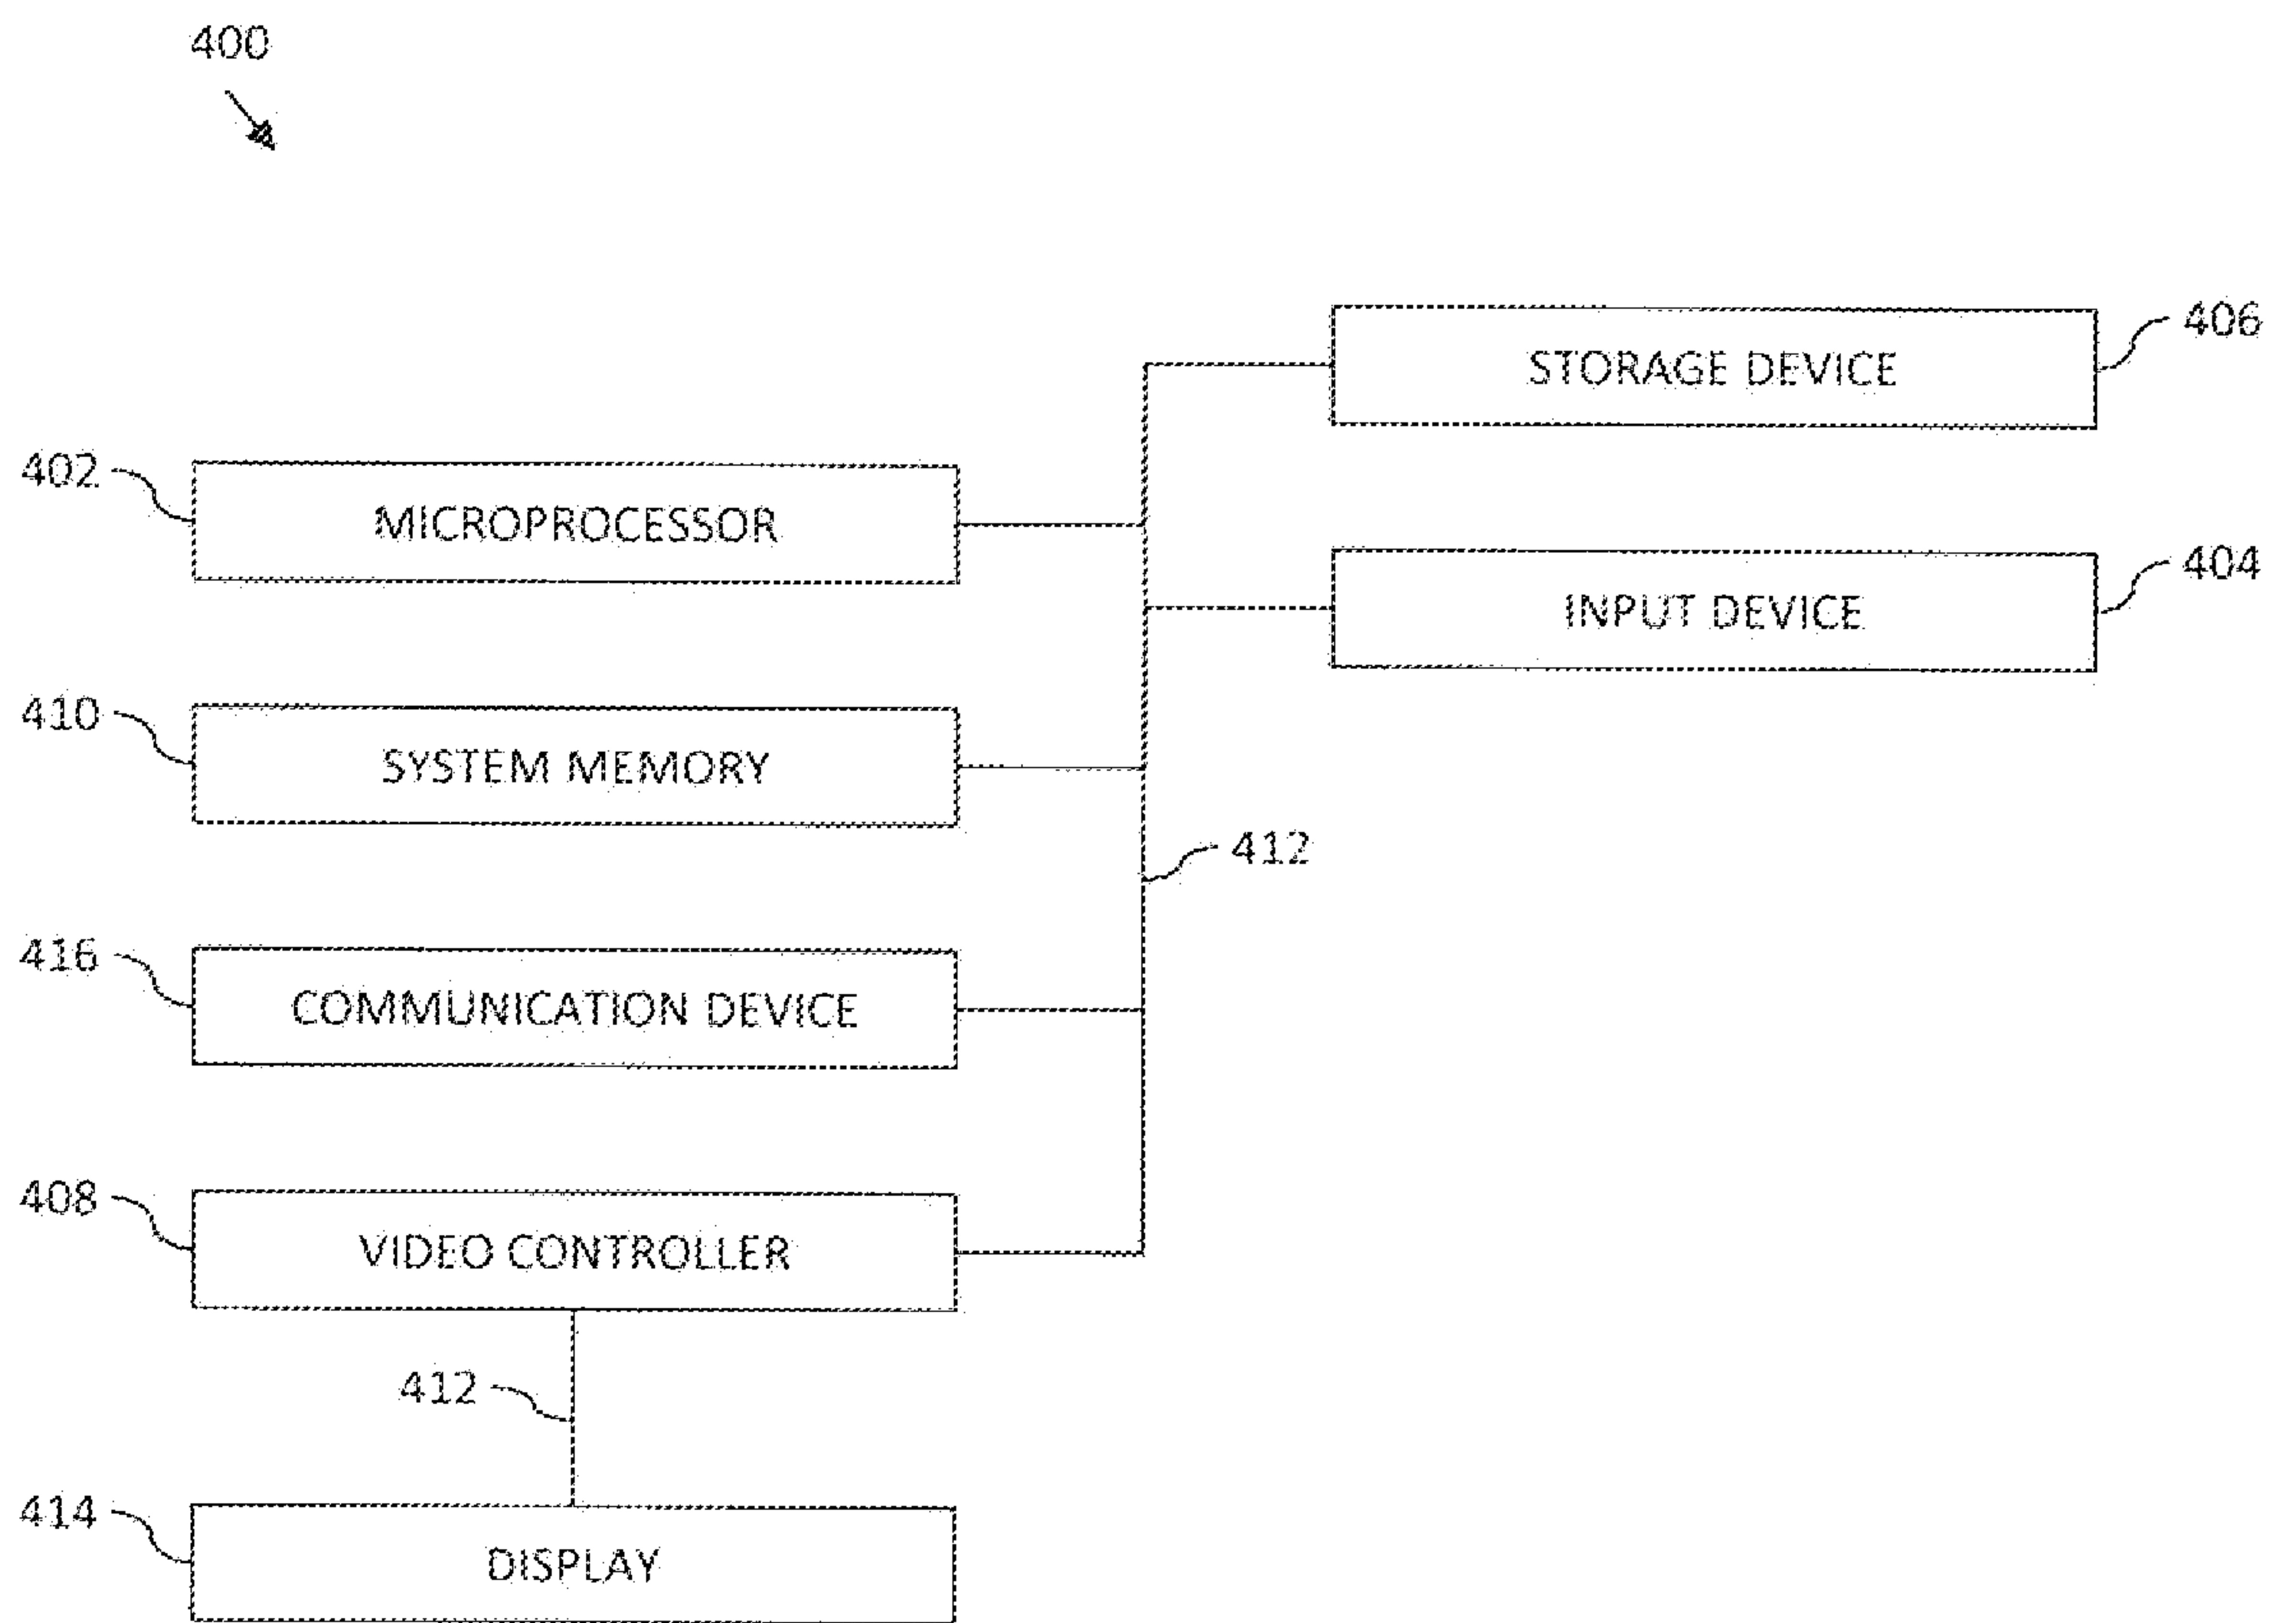 400
406
STORAGE DEVICE
402
MICROPROCESSOR
404
INPUT DEVICE
410
SYSTEM MEMORY
412
416
COMMUNICATION DEVICE
408
VIDEO CONTROLLER
412
414
DISPLAY